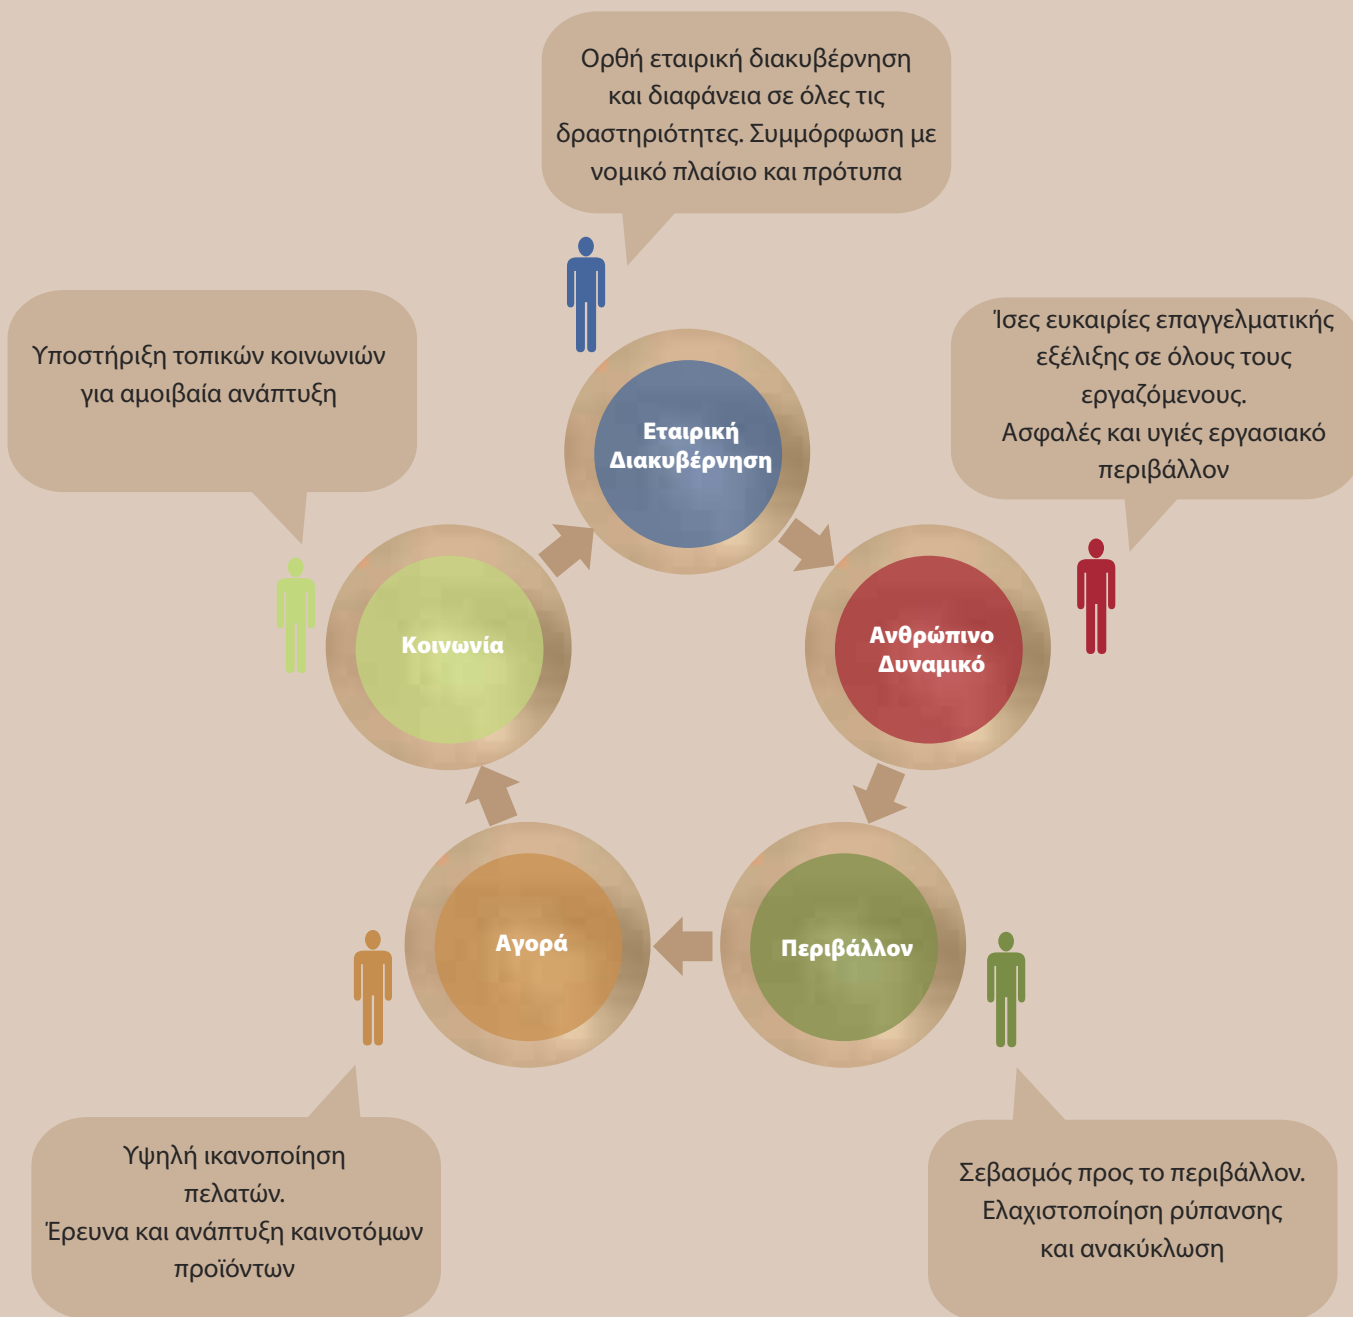 Ορθή εταιρική διακυβέρνηση
και διαφάνεια σε όλες τις
δραστηριότητες. Συμμόρφωση με
νομικό πλαίσιο και πρότυπα
Υποστήριξη τοπικών κοινωνιών
για αμοιβαία ανάπτυξη
Ίσες ευκαιρίες επαγγελματικής
εξέλιξης σε όλους τους
εργαζόμενους.
Ασφαλές και υγιές εργασιακό
περιβάλλον
Εταιρική
Διακυβέρνηση
Κοινωνία
Ανθρώπινο
Δυναμικό
Αγορά
Περιβάλλον
Υψηλή ικανοποίηση
πελατών.
Έρευνα και ανάπτυξη καινοτόμων
προϊόντων
Σεβασμός προς το περιβάλλον.
Ελαχιστοποίηση ρύπανσης
και ανακύκλωση